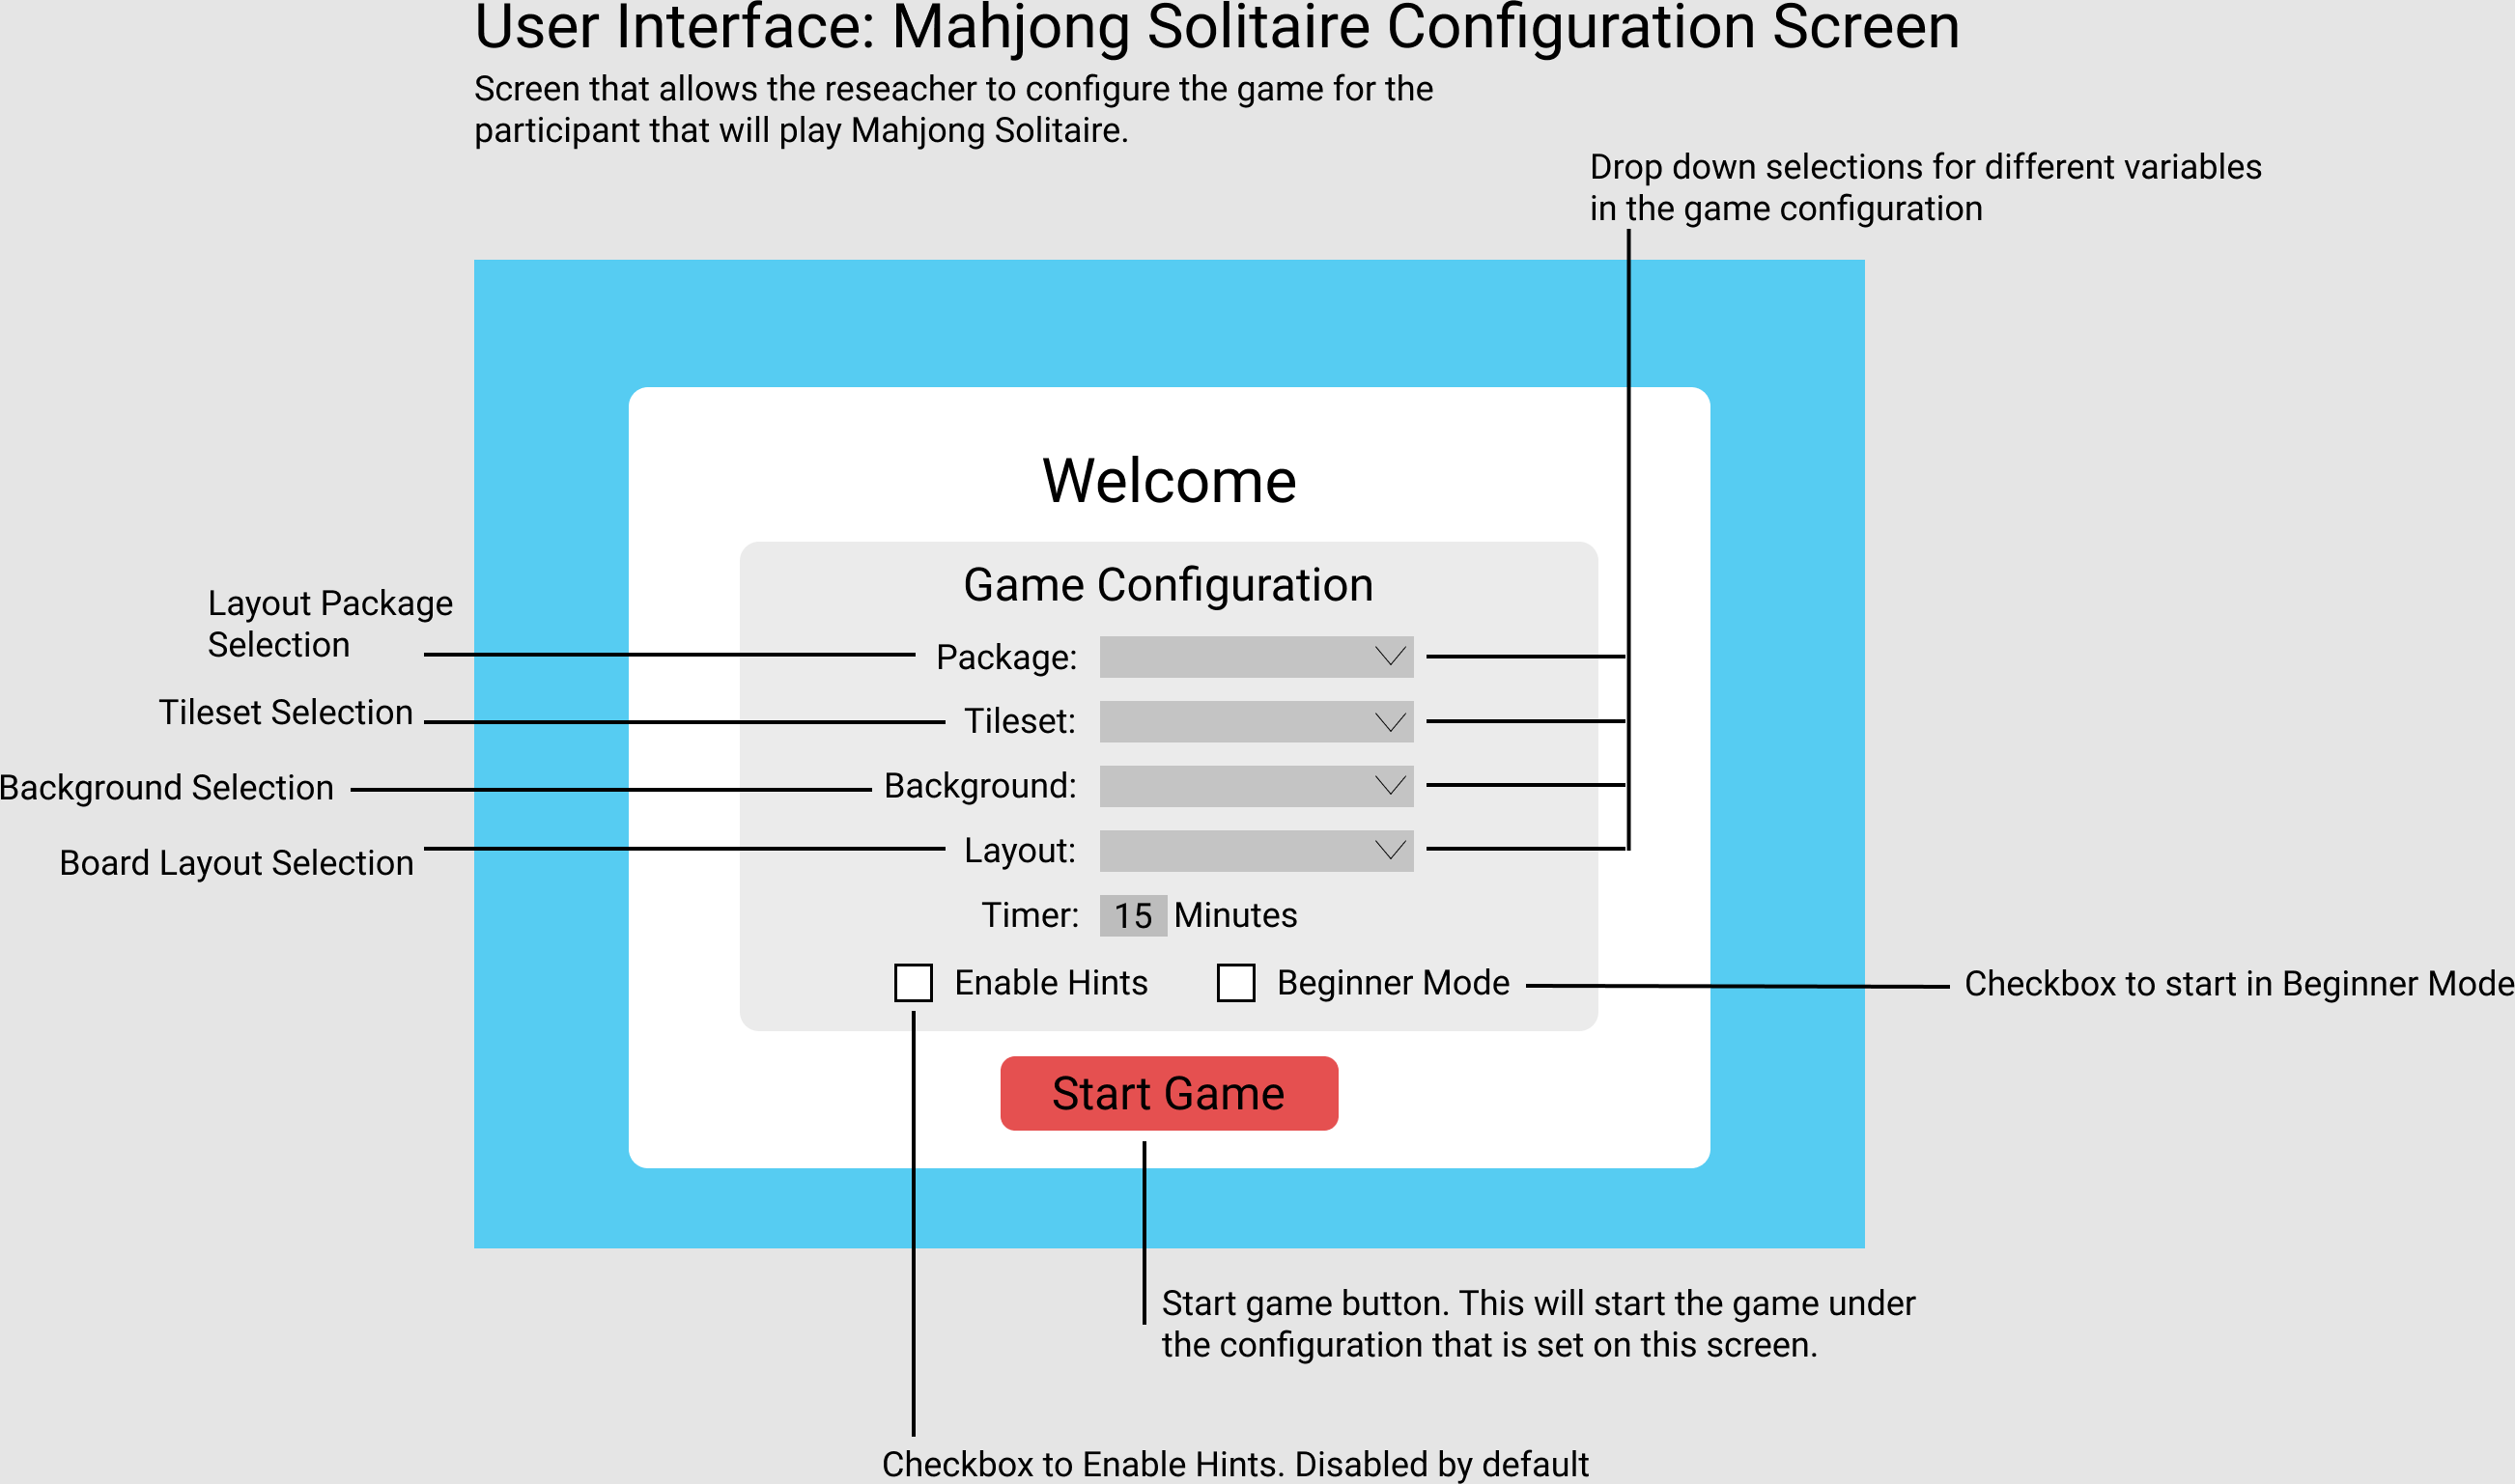 User Interface: Mahjong Solitaire Configuration Screen
Screen that allows the reseacher to configure the game for the
participant that will play Mahjong Solitaire.
Drop down selections for different variables
in the game configuration
Welcome
Game Configuration
Layout Package
Selection
Package:
Tileset Selection
Tileset:
Background Selection
Background:
Board Layout Selection
Layout:
Timer: 15 Minutes
Enable Hints
Beginner Mode
Checkbox to start in Beginner Mode
Start Game
Start game button. This will start the game under
the configuration that is set on this screen.
Checkbox to Enable Hints. Disabled by default